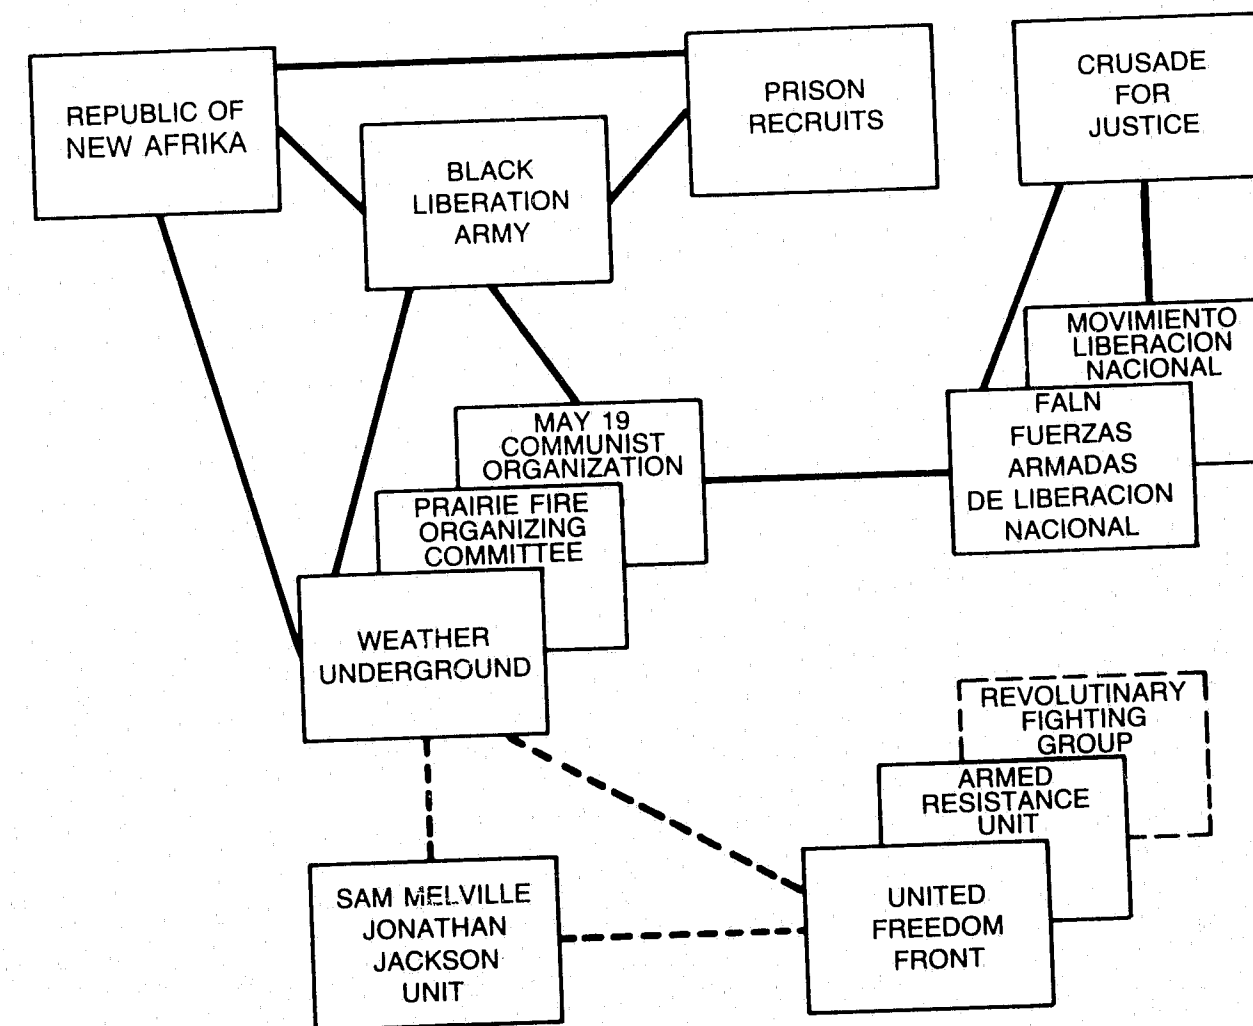 REPUBLIC OF
NEW AFRIKA
PRISON
RECRUITS
CRUSADE
FOR
JUSTICE
BLACK
LIBERATION
ARMY
MOVIMIENTO
LIBERACION
NACIONAL
FALN
FUERZAS
ARMADAS
DE LIBERACION
NACIONAL
MAY 19
COMMUNIST
ORGANIZATION
PRAIRIE FIRE
ORGANIZING
COMMITTEE
WEATHER
UNDERGROUND
REVOLUTINARY
FIGHTING
GROUP
ARMED
RESISTANCE
UNIT
UNITED
FREEDOM
FRONT
SAM MELVILLE
JONATHAN
JACKSON
UNIT